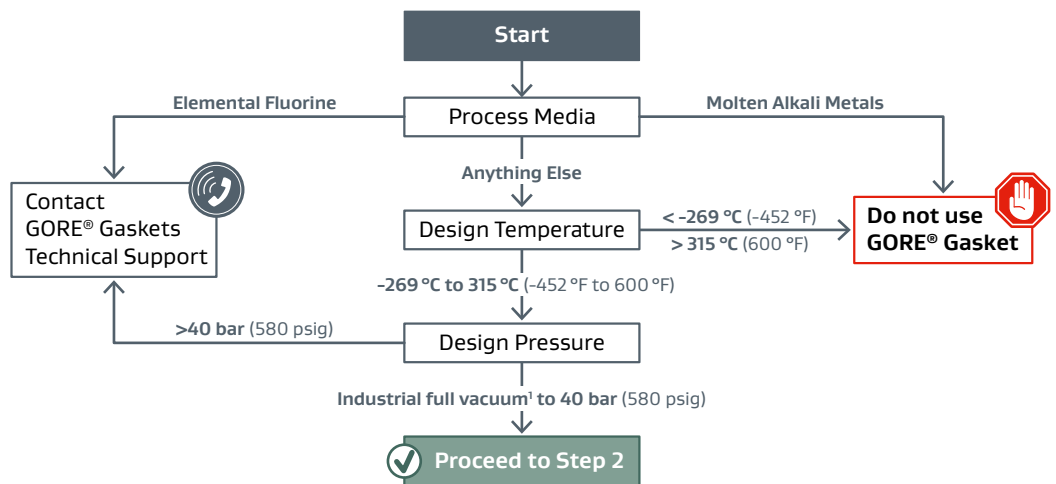 Start
Elemental Fluorine
Molten Alkali Metals
Process Media
Anything Else
Contact
GORE® Gaskets
Technical Support
Design Temperature
< -269 °C (-452 °F)
> 315 °C (600 °F)
Do not use
GORE® Gasket
-269 °C to 315 °C (-452 °F to 600 °F)
>40 bar (580 psig)
Design Pressure
Industrial full vacuum¹ to 40 bar (580 psig)
Proceed to Step 2